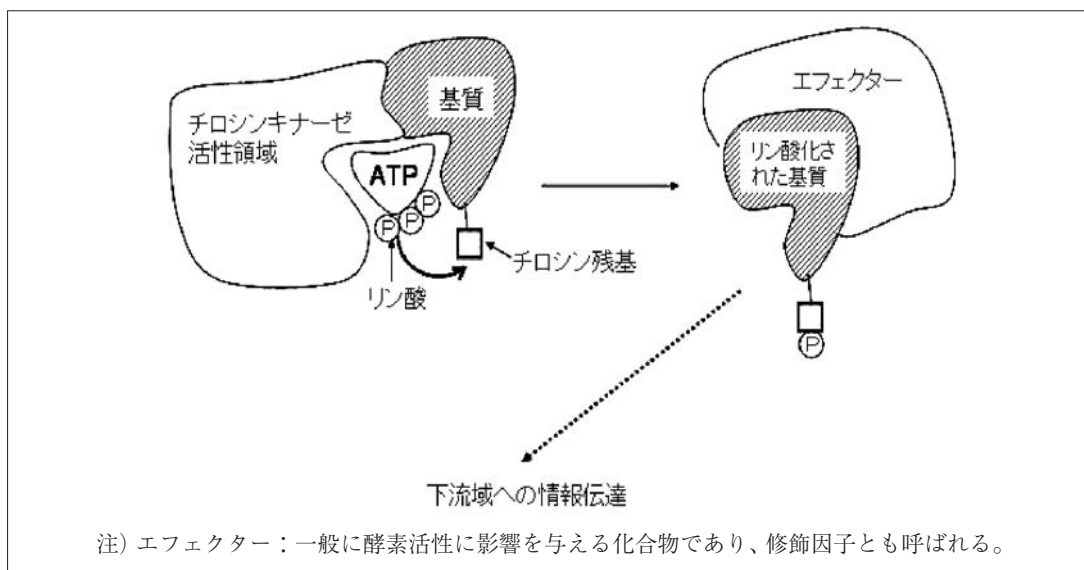 チロシンキナーゼ
活性領域
基質
ATP
P
P
P
リン酸
チロシン残基
エフェクター
リン酸化さ
れた基質
P
下流域への情報伝達
注）エフェクター：一般に酵素活性に影響を与える化合物であり、修飾因子とも呼ばれる。